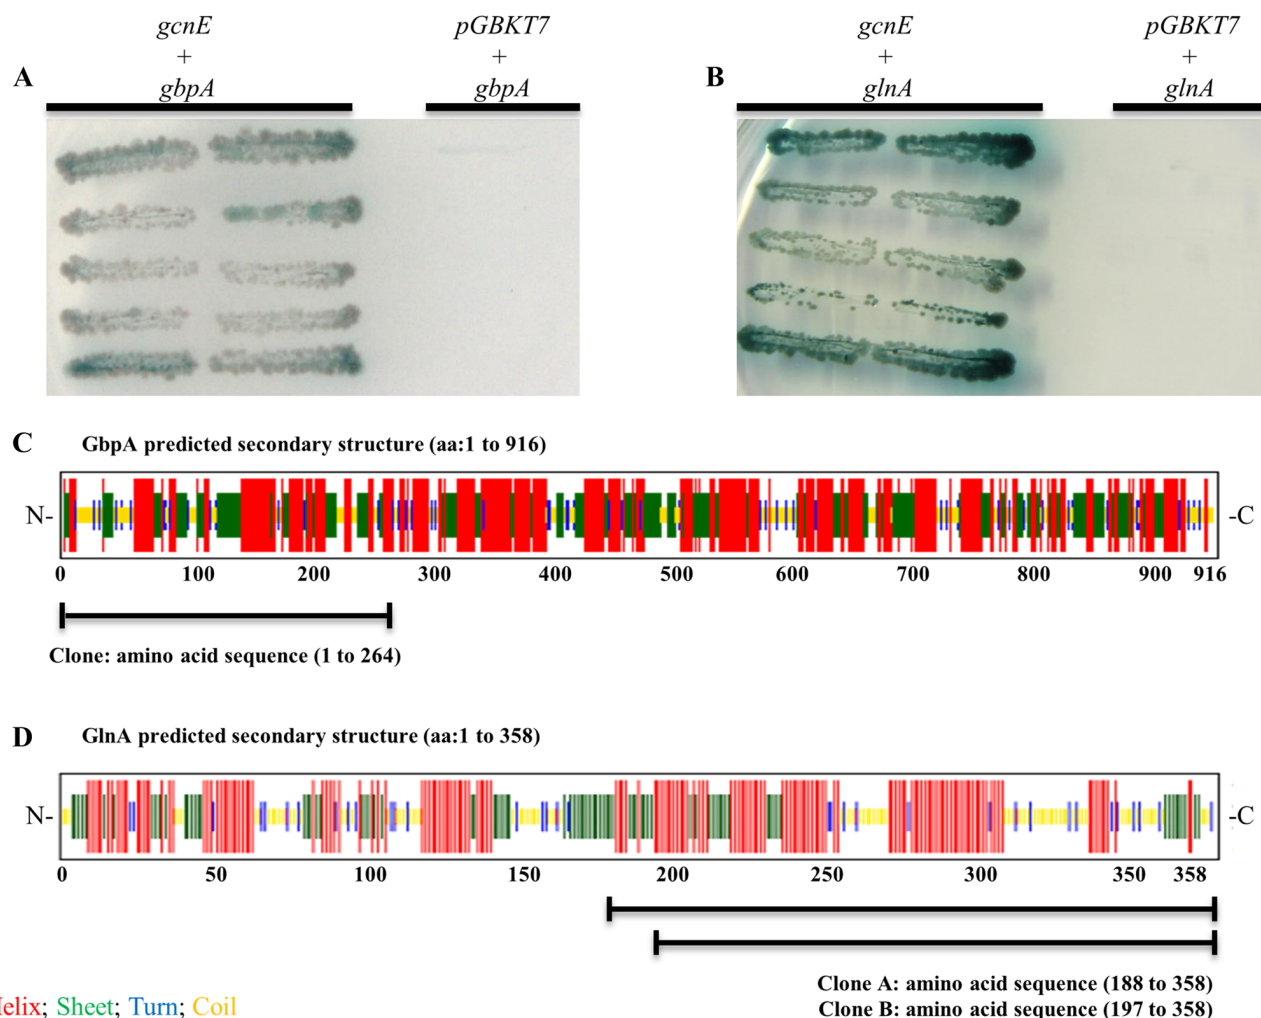 gcnE
+
gbpA
pGBKT7
+
gbpA
A
gcnE
+
glnA
pGBKT7
+
glnA
B
C GbpA predicted secondary structure (aa:1 to 916)
N- -C
0 100 200 300 400 500 600 700 800 900 916
Clone: amino acid sequence (1 to 264)
D GlnA predicted secondary structure (aa:1 to 358)
N- -C
0 50 100 150 200 250 300 350 358
Clone A: amino acid sequence (188 to 358)
Clone B: amino acid sequence (197 to 358)
Helix; Sheet; Turn; Coil